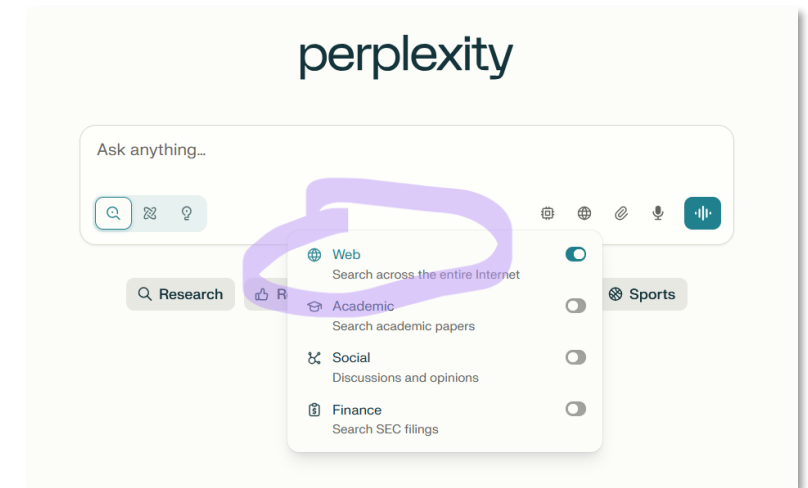 perplexity
Ask anything...
Web
Search across the entire Internet
Research
R
Sports
Academic
Search academic papers
Social
Discussions and opinions
Finance
Search SEC filings